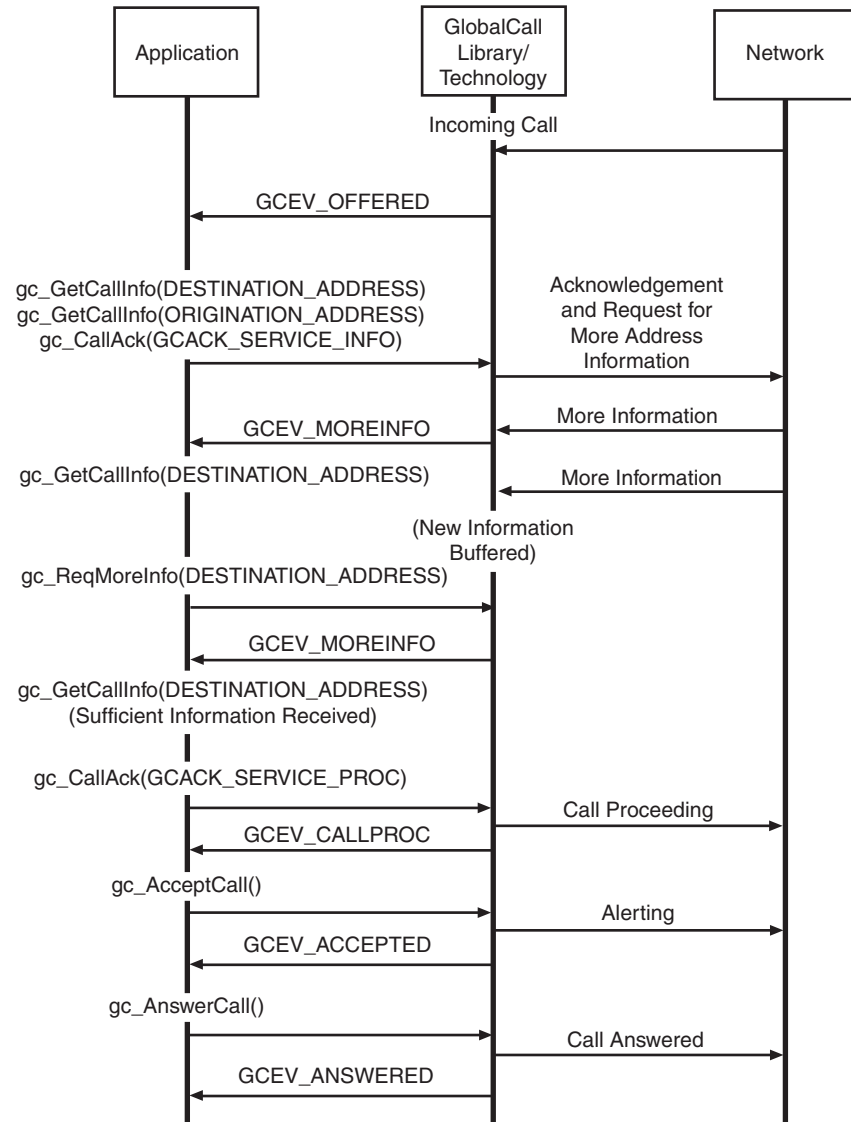 Application
GlobalCall
Library/
Technology
Network
Incoming Call
GCEV_OFFERED
gc_GetCallInfo(DESTINATION_ADDRESS)
gc_GetCallInfo(ORIGINATION_ADDRESS)
gc_CallAck(GCACK_SERVICE_INFO)
Acknowledgement
and Request for
More Address
Information
GCEV_MOREINFO
More Information
gc_GetCallInfo(DESTINATION_ADDRESS)
More Information
(New Information
Buffered)
gc_ReqMoreInfo(DESTINATION_ADDRESS)
GCEV_MOREINFO
gc_GetCallInfo(DESTINATION_ADDRESS)
(Sufficient Information Received)
gc_CallAck(GCACK_SERVICE_PROC)
Call Proceeding
GCEV_CALLPROC
gc_AcceptCall()
Alerting
GCEV_ACCEPTED
gc_AnswerCall()
Call Answered
GCEV_ANSWERED